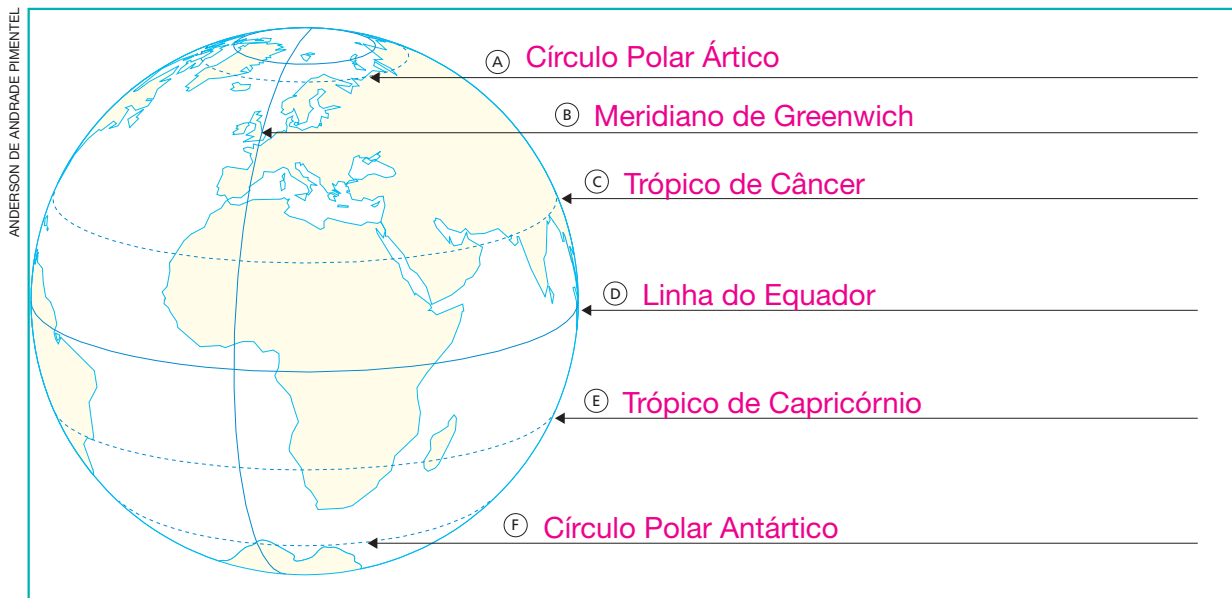 ANDERSON DE ANDRADE PIMENTEL
A Círculo Polar Ártico
B Meridiano de Greenwich
C Trópico de Câncer
D Linha do Equador
E Trópico de Capricórnio
F Círculo Polar Antártico